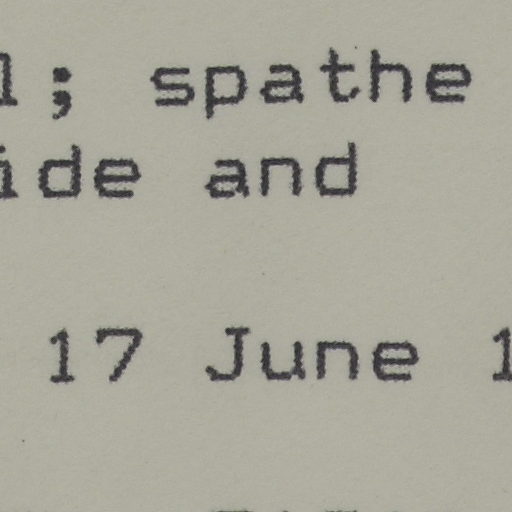 ; spathe
ide and
17 June 1